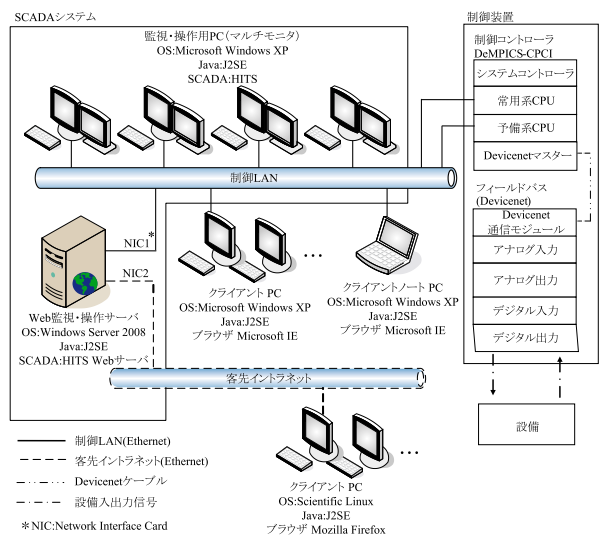 SCADAシステム
監視・操作用PC(マルチモニタ)
OS:Microsoft Windows XP
Java:J2SE
SCADA:HITS
制御LAN
NIC1*
NIC2
Web監視・操作サーバ
OS:Windows Server 2008
Java:J2SE
SCADA:HITS Webサーバ
クライアント PC
OS:Microsoft Windows XP
Java:J2SE
ブラウザ Microsoft IE
クライアントノート PC
OS:Microsoft Windows XP
Java:J2SE
ブラウザ Microsoft IE
客先イントラネット
クライアント PC
OS:Scientific Linux
Java:J2SE
ブラウザ Mozilla Firefox
制御装置
制御コントローラ
DeMPICS-CPCI
システムコントローラ
常用系CPU
予備系CPU
Devicenetマスター
フィールドバス
(Devicenet)
Devicenet
通信モジュール
アナログ入力
アナログ出力
デジタル入力
デジタル出力
設備
制御LAN(Ethernet)
客先イントラネット(Ethernet)
Devicenetケーブル
設備入出力信号
*NIC:Network Interface Card